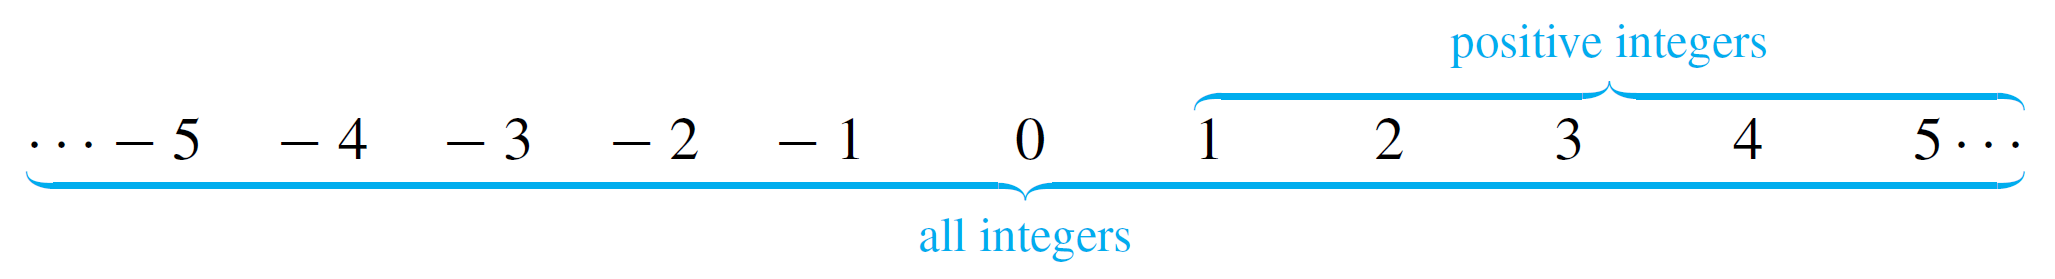 positive integers
⋯ − 5 − 4 − 3 − 2 − 1 0 1 2 3 4 5 ⋯
all integers